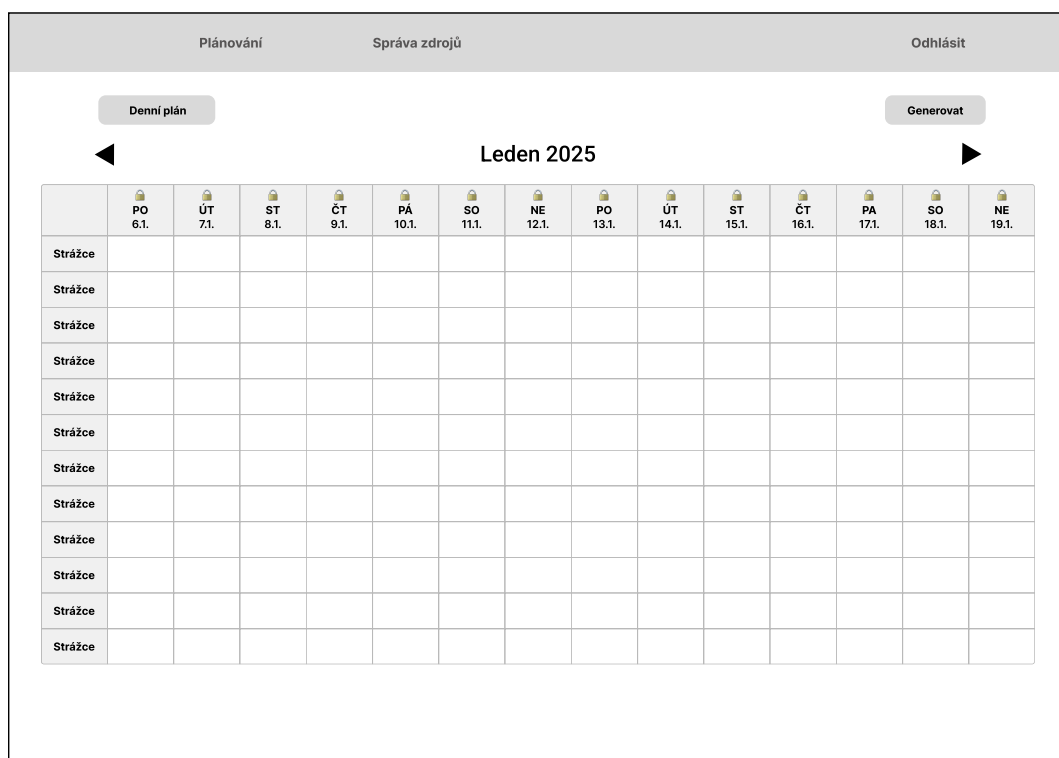 Plánování Správa zdrojů Odhlásit
Denní plán Generovat
Leden 2025
PO ÚT ST ČT PÁ SO NE PO ÚT ST ČT PA SO NE
6.1. 7.1. 8.1. 9.1. 10.1. 11.1. 12.1. 13.1. 14.1. 15.1. 16.1. 17.1. 18.1. 19.1.
Strážce
Strážce
Strážce
Strážce
Strážce
Strážce
Strážce
Strážce
Strážce
Strážce
Strážce
Strážce